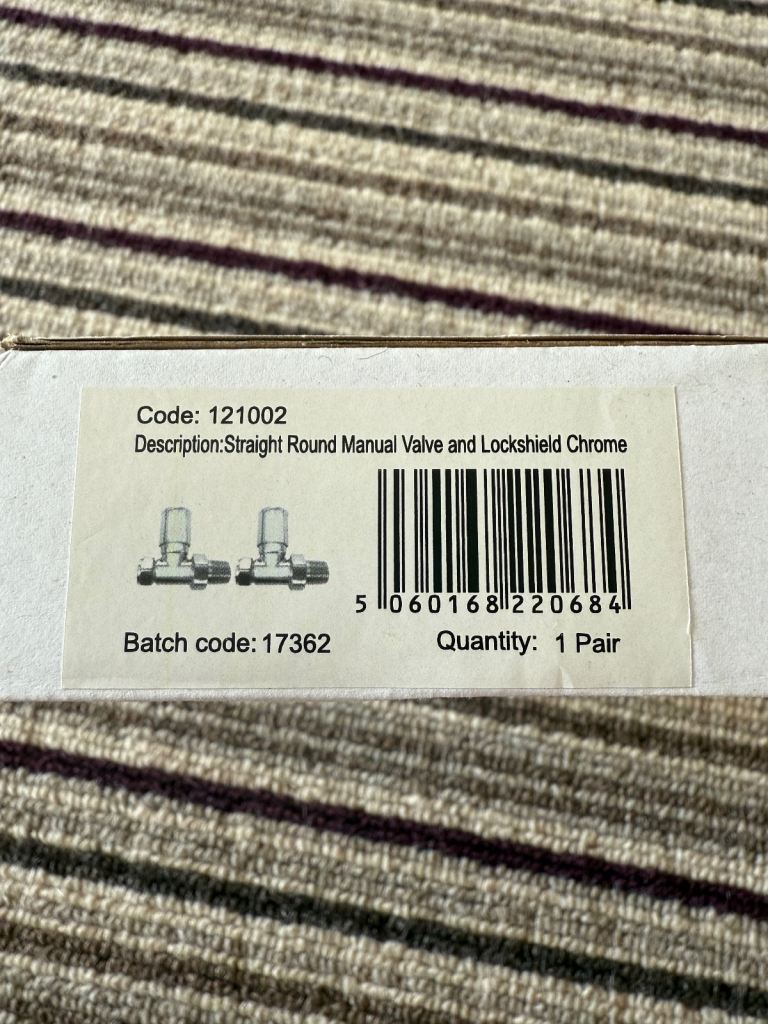 Code: 121002
Description:Straight Round Manual Valve and Lockshield Chrome
5 060168 220684
Batch code: 17362
Quantity: 1 Pair